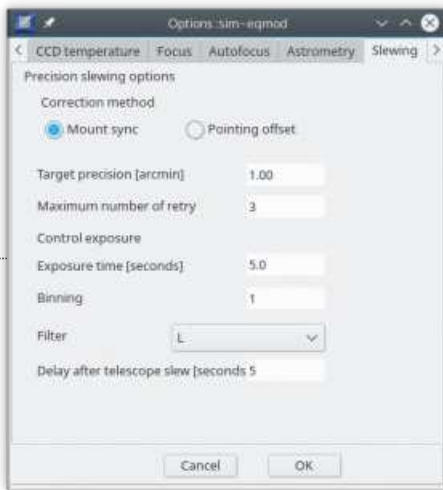 Options :sim-eqmod
CCD temperature Focus Autofocus Astrometry Slewing
Precision slewing options
Correction method
Mount sync Pointing offset
Target precision [arcmin] 1.00
Maximum number of retry 3
Control exposure
Exposure time [seconds] 5.0
Binning 1
Filter L
Delay after telescope slew [seconds 5
Cancel OK